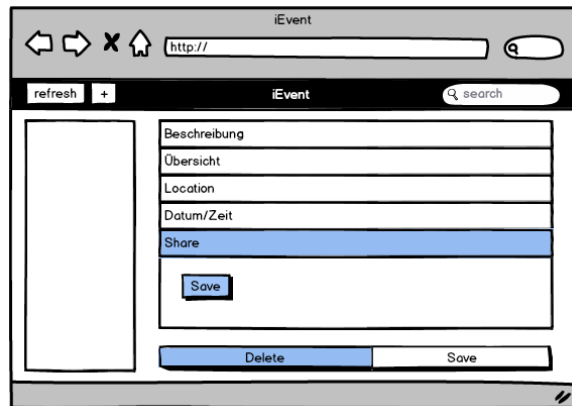 iEvent
http://
refresh + iEvent search
Beschreibung
Übersicht
Location
Datum/Zeit
Share
Save
Delete Save